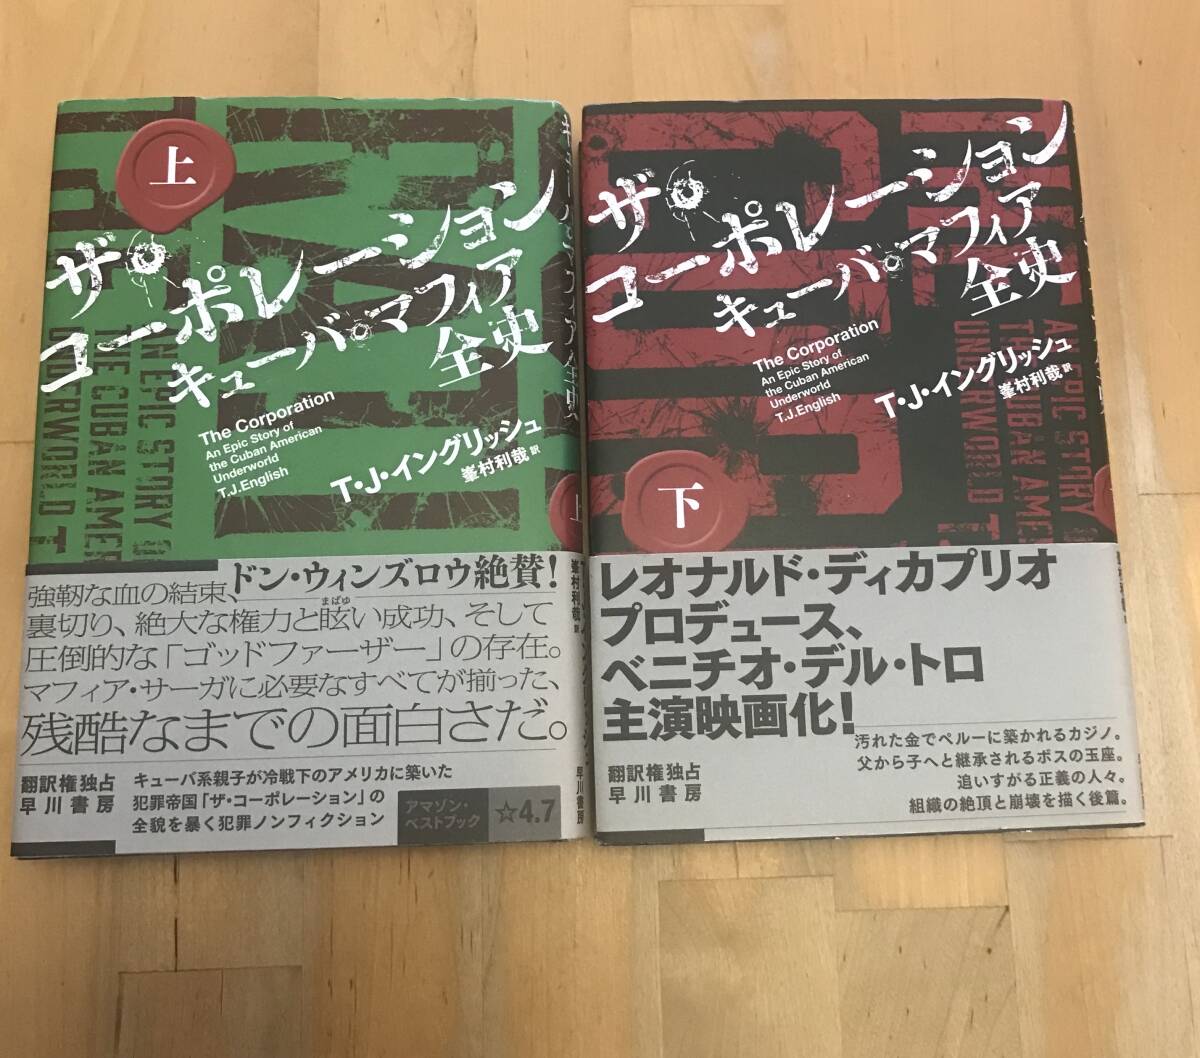 上
ザ・
コーポレーション
キューバ・マフィア
全史
The Corporation
An Epic Story of
the Cuban American
Underworld
T.J.English
T・J・イングリッシュ
峯村利哉 訳
AN EPIC STORY O
THE CUBAN AMER
UNDERWORLD T
上
ドン・ウィンズロウ絶賛!
強靭な血の結束、
裏切り、絶大な権力と眩い成功、そして
まばゆ
圧倒的な「ゴッドファーザー」の存在。
マフィア・サーガに必要なすべてが揃った、
残酷なまでの面白さだ。
翻訳権独占
早川書房
キューバ系親子が冷戦下のアメリカに築いた
犯罪帝国「ザ・コーポレーション」の
全貌を暴く犯罪ノンフィクション
アマゾン・
ベストブック
☆4.7
峯村利哉 訳
早川書房
ザ・
コーポレーション
キューバ・マフィア
全史
The Corporation
An Epic Story of
the Cuban American
Underworld
T.J.English
T・J・イングリッシュ
峯村利哉 訳
AN EPIC STORY O
THE CUBAN AMER
UNDERWORLD T
下
レオナルド・ディカプリオ
プロデュース、
ベニチオ・デル・トロ
主演映画化!
汚れた金でペルーに築かれるカジノ。
父から子へと継承されるボスの玉座。
追いすがる正義の人々。
組織の絶頂と崩壊を描く後篇。
翻訳権独占
早川書房